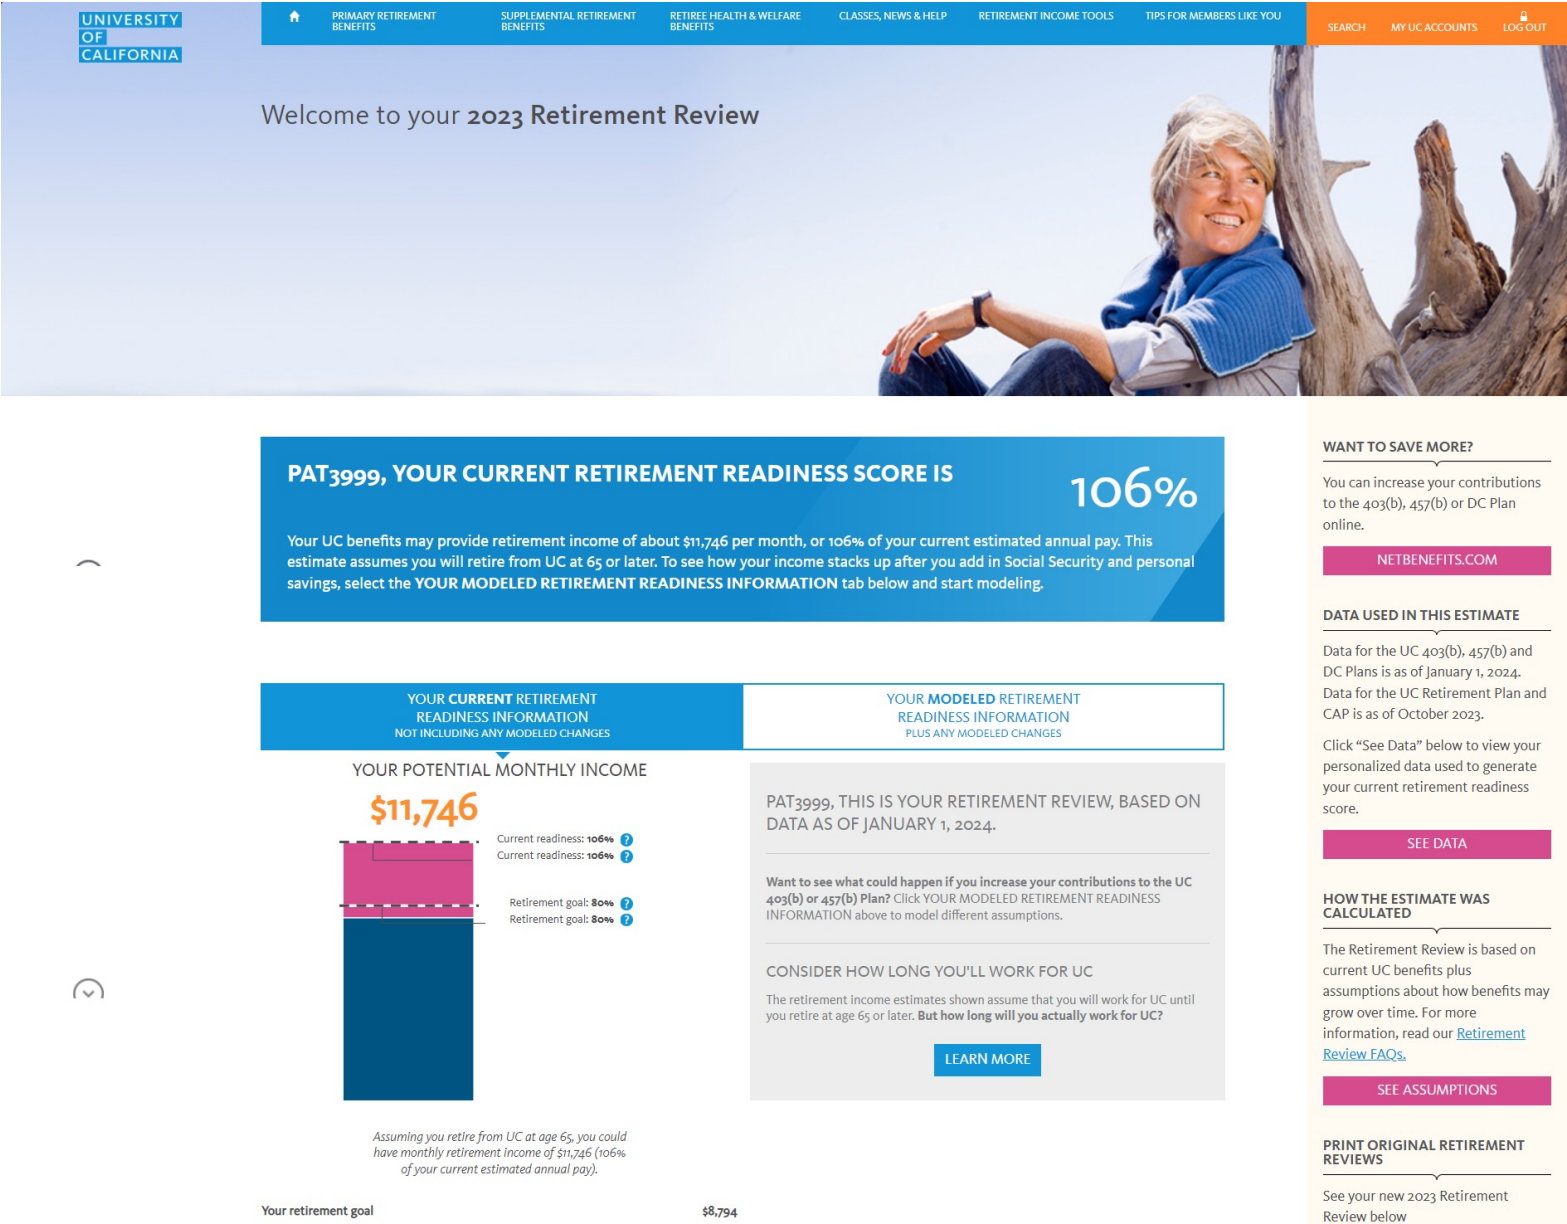 UNIVERSITY
OF
CALIFORNIA
PRIMARY RETIREMENT
BENEFITS
SUPPLEMENTAL RETIREMENT
BENEFITS
RETIREE HEALTH & WELFARE
BENEFITS
CLASSES, NEWS & HELP
RETIREMENT INCOME TOOLS
TIPS FOR MEMBERS LIKE YOU
SEARCH
MY UC ACCOUNTS
LOG OUT
Welcome to your 2023 Retirement Review
PAT3999, YOUR CURRENT RETIREMENT READINESS SCORE IS
106%
Your UC benefits may provide retirement income of about $11,746 per month, or 106% of your current estimated annual pay. This
estimate assumes you will retire from UC at 65 or later. To see how your income stacks up after you add in Social Security and personal
savings, select the YOUR MODELED RETIREMENT READINESS INFORMATION tab below and start modeling.
YOUR CURRENT RETIREMENT
READINESS INFORMATION
NOT INCLUDING ANY MODELED CHANGES
YOUR MODELED RETIREMENT
READINESS INFORMATION
PLUS ANY MODELED CHANGES
YOUR POTENTIAL MONTHLY INCOME
$11,746
Current readiness: 106% ?
Current readiness: 106% ?
Retirement goal: 80% ?
Retirement goal: 80% ?
Assuming you retire from UC at age 65, you could
have monthly retirement income of $11,746 (106%
of your current estimated annual pay).
Your retirement goal $8,794
PAT3999, THIS IS YOUR RETIREMENT REVIEW, BASED ON
DATA AS OF JANUARY 1, 2024.
Want to see what could happen if you increase your contributions to the UC
403(b) or 457(b) Plan? Click YOUR MODELED RETIREMENT READINESS
INFORMATION above to model different assumptions.
CONSIDER HOW LONG YOU'LL WORK FOR UC
The retirement income estimates shown assume that you will work for UC until
you retire at age 65 or later. But how long will you actually work for UC?
LEARN MORE
WANT TO SAVE MORE?
You can increase your contributions
to the 403(b), 457(b) or DC Plan
online.
NETBENEFITS.COM
DATA USED IN THIS ESTIMATE
Data for the UC 403(b), 457(b) and
DC Plans is as of January 1, 2024.
Data for the UC Retirement Plan and
CAP is as of October 2023.
Click “See Data” below to view your
personalized data used to generate
your current retirement readiness
score.
SEE DATA
HOW THE ESTIMATE WAS
CALCULATED
The Retirement Review is based on
current UC benefits plus
assumptions about how benefits may
grow over time. For more
information, read our Retirement
Review FAQs.
SEE ASSUMPTIONS
PRINT ORIGINAL RETIREMENT
REVIEWS
See your new 2023 Retirement
Review below